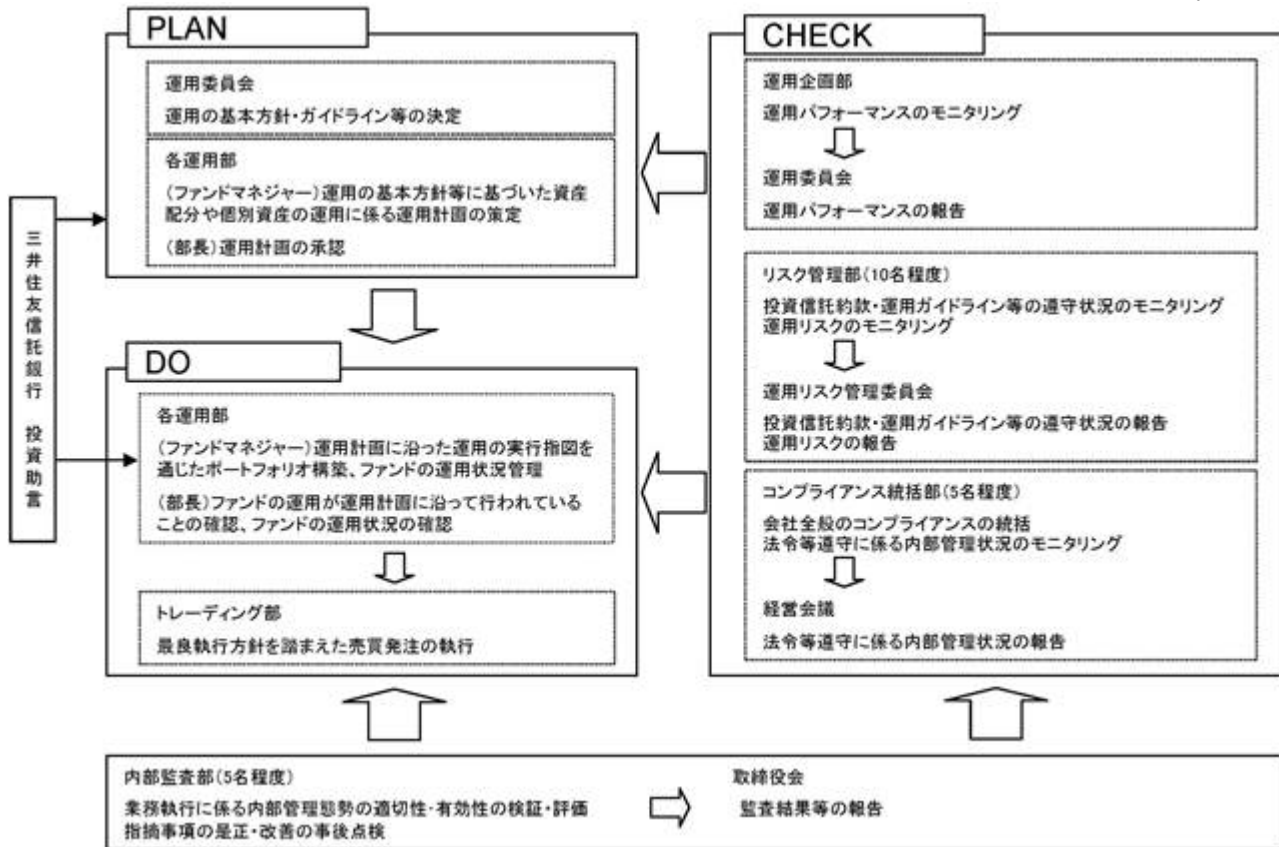 PLAN
運用委員会
運用の基本方針・ガイドライン等の決定
各運用部
(ファンドマネジャー)運用の基本方針等に基づいた資産
配分や個別資産の運用に係る運用計画の策定
(部長)運用計画の承認
三井住友信託銀行 投資助言
DO
各運用部
(ファンドマネジャー)運用計画に沿った運用の実行指図を
通じたポートフォリオ構築、ファンドの運用状況管理
(部長)ファンドの運用が運用計画に沿って行われている
ことの確認、ファンドの運用状況の確認
トレーディング部
最良執行方針を踏まえた売買発注の執行
CHECK
運用企画部
運用パフォーマンスのモニタリング
運用委員会
運用パフォーマンスの報告
リスク管理部(10名程度)
投資信託約款・運用ガイドライン等の遵守状況のモニタリング
運用リスクのモニタリング
運用リスク管理委員会
投資信託約款・運用ガイドライン等の遵守状況の報告
運用リスクの報告
コンプライアンス統括部(5名程度)
会社全般のコンプライアンスの統括
法令等遵守に係る内部管理状況のモニタリング
経営会議
法令等遵守に係る内部管理状況の報告
内部監査部(5名程度)
業務執行に係る内部管理態勢の適切性・有効性の検証・評価
指摘事項の是正・改善の事後点検
取締役会
監査結果等の報告